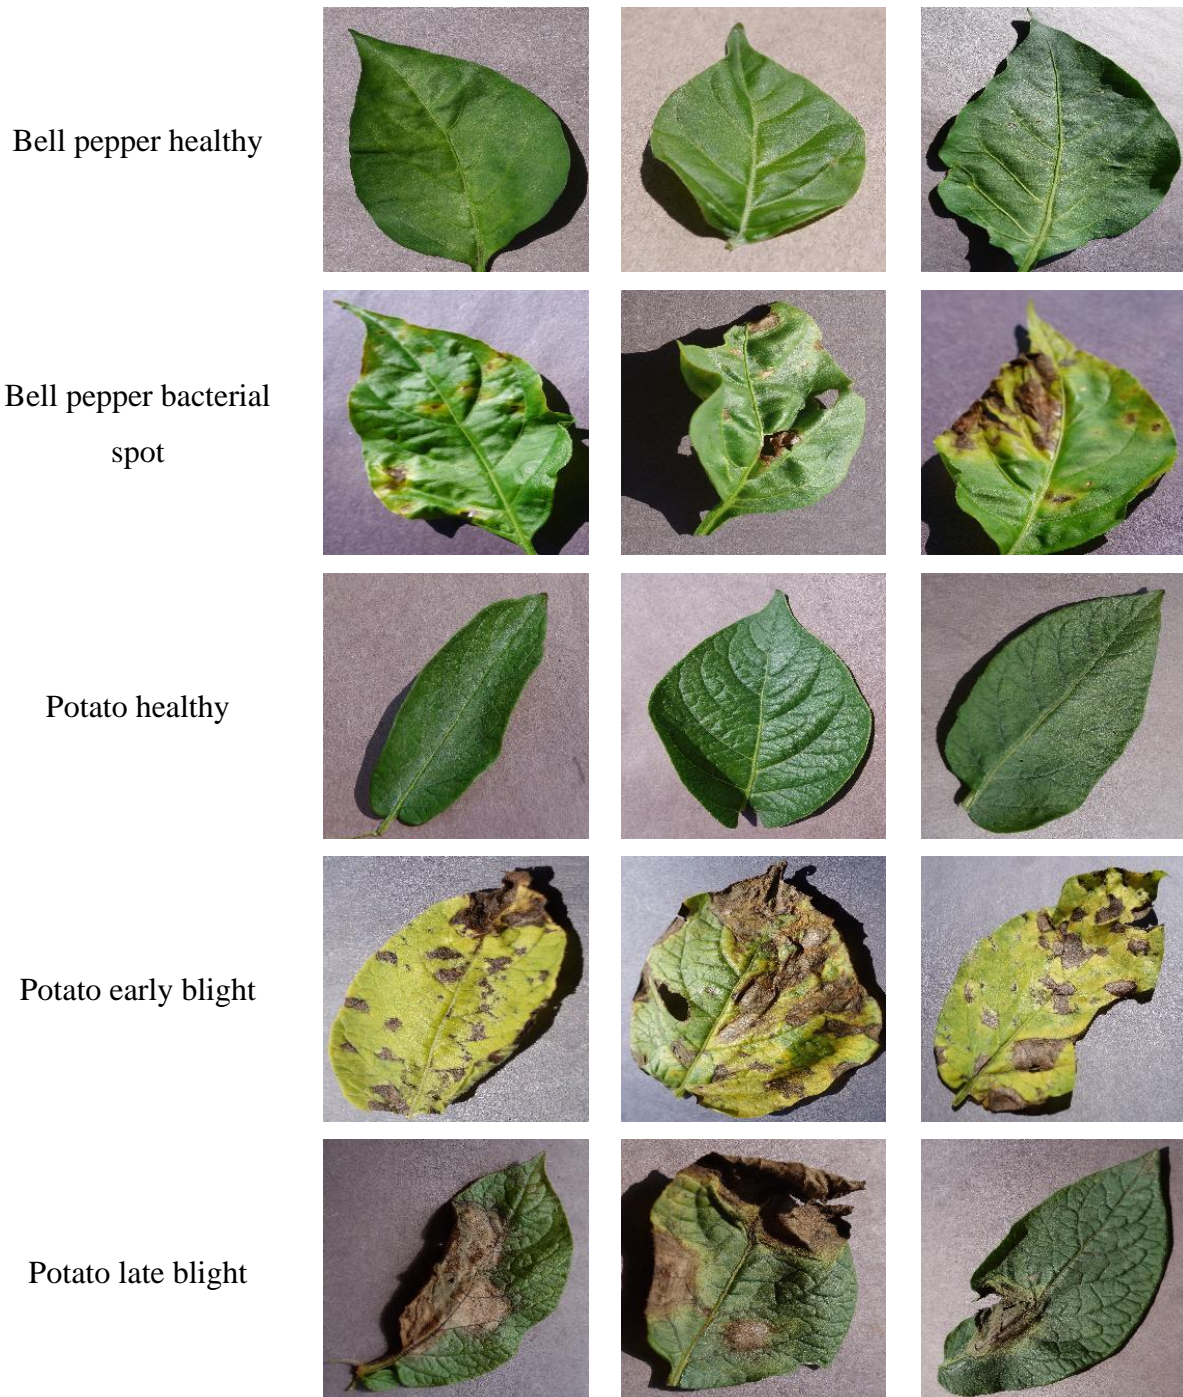 Bell pepper healthy
Bell pepper bacterial
spot
Potato healthy
Potato early blight
Potato late blight